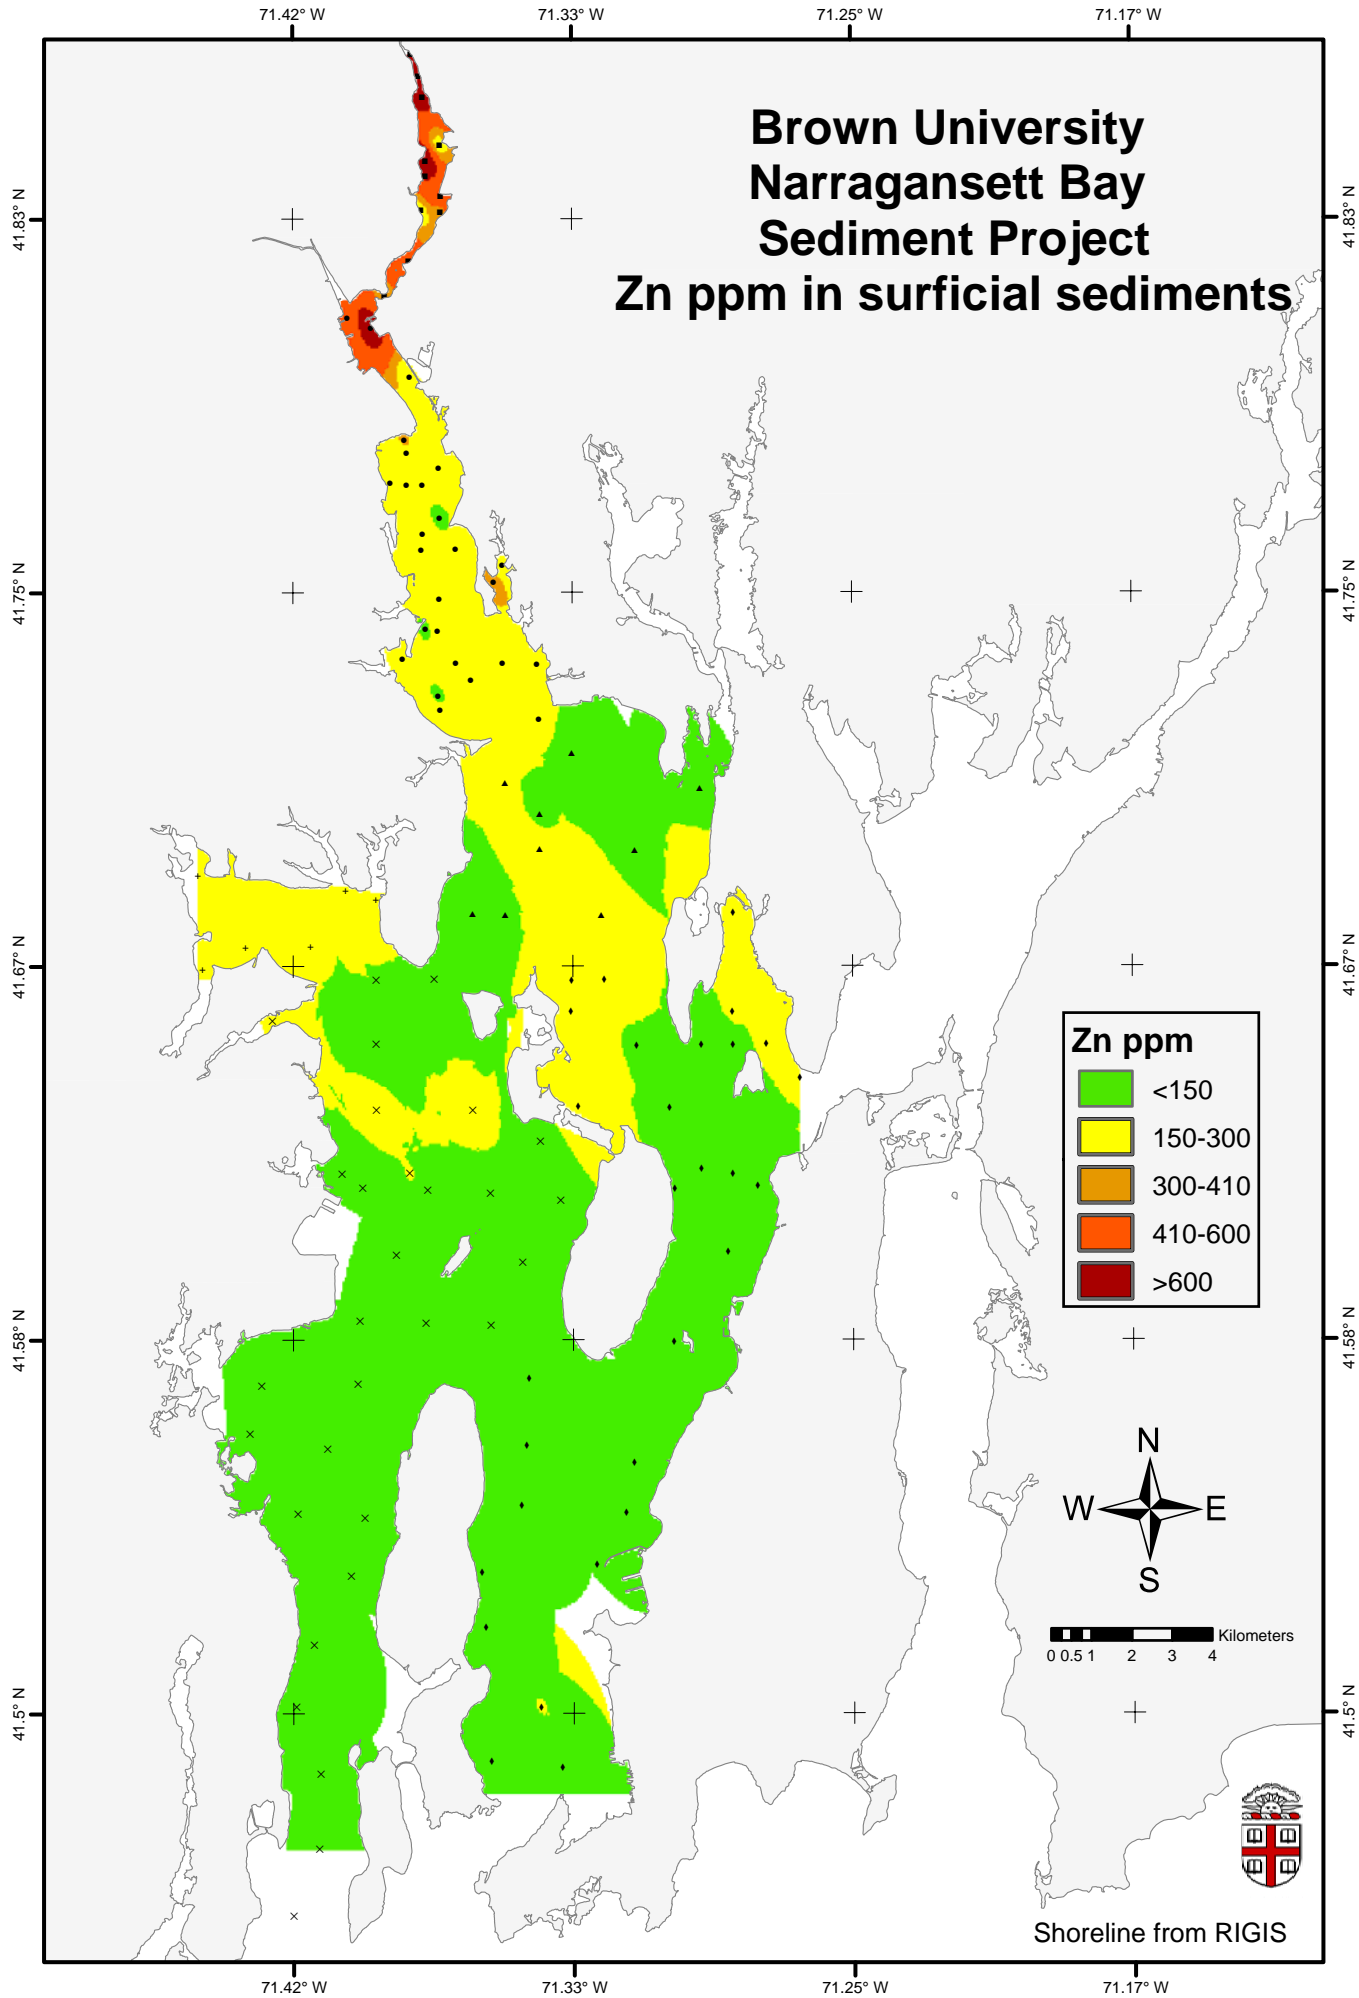 71.42° W
71.33° W
71.25° W
71.17° W
Brown University
Narragansett Bay
Sediment Project
Zn ppm in surficial sediments
41.83° N
41.83° N
41.75° N
41.75° N
41.67° N
41.67° N
Zn ppm
<150
150-300
300-410
410-600
>600
41.58° N
41.58° N
N
W
E
S
Kilometers
0 0.5 1 2 3 4
41.5° N
41.5° N
Shoreline from RIGIS
71.42° W
71.33° W
71.25° W
71.17° W